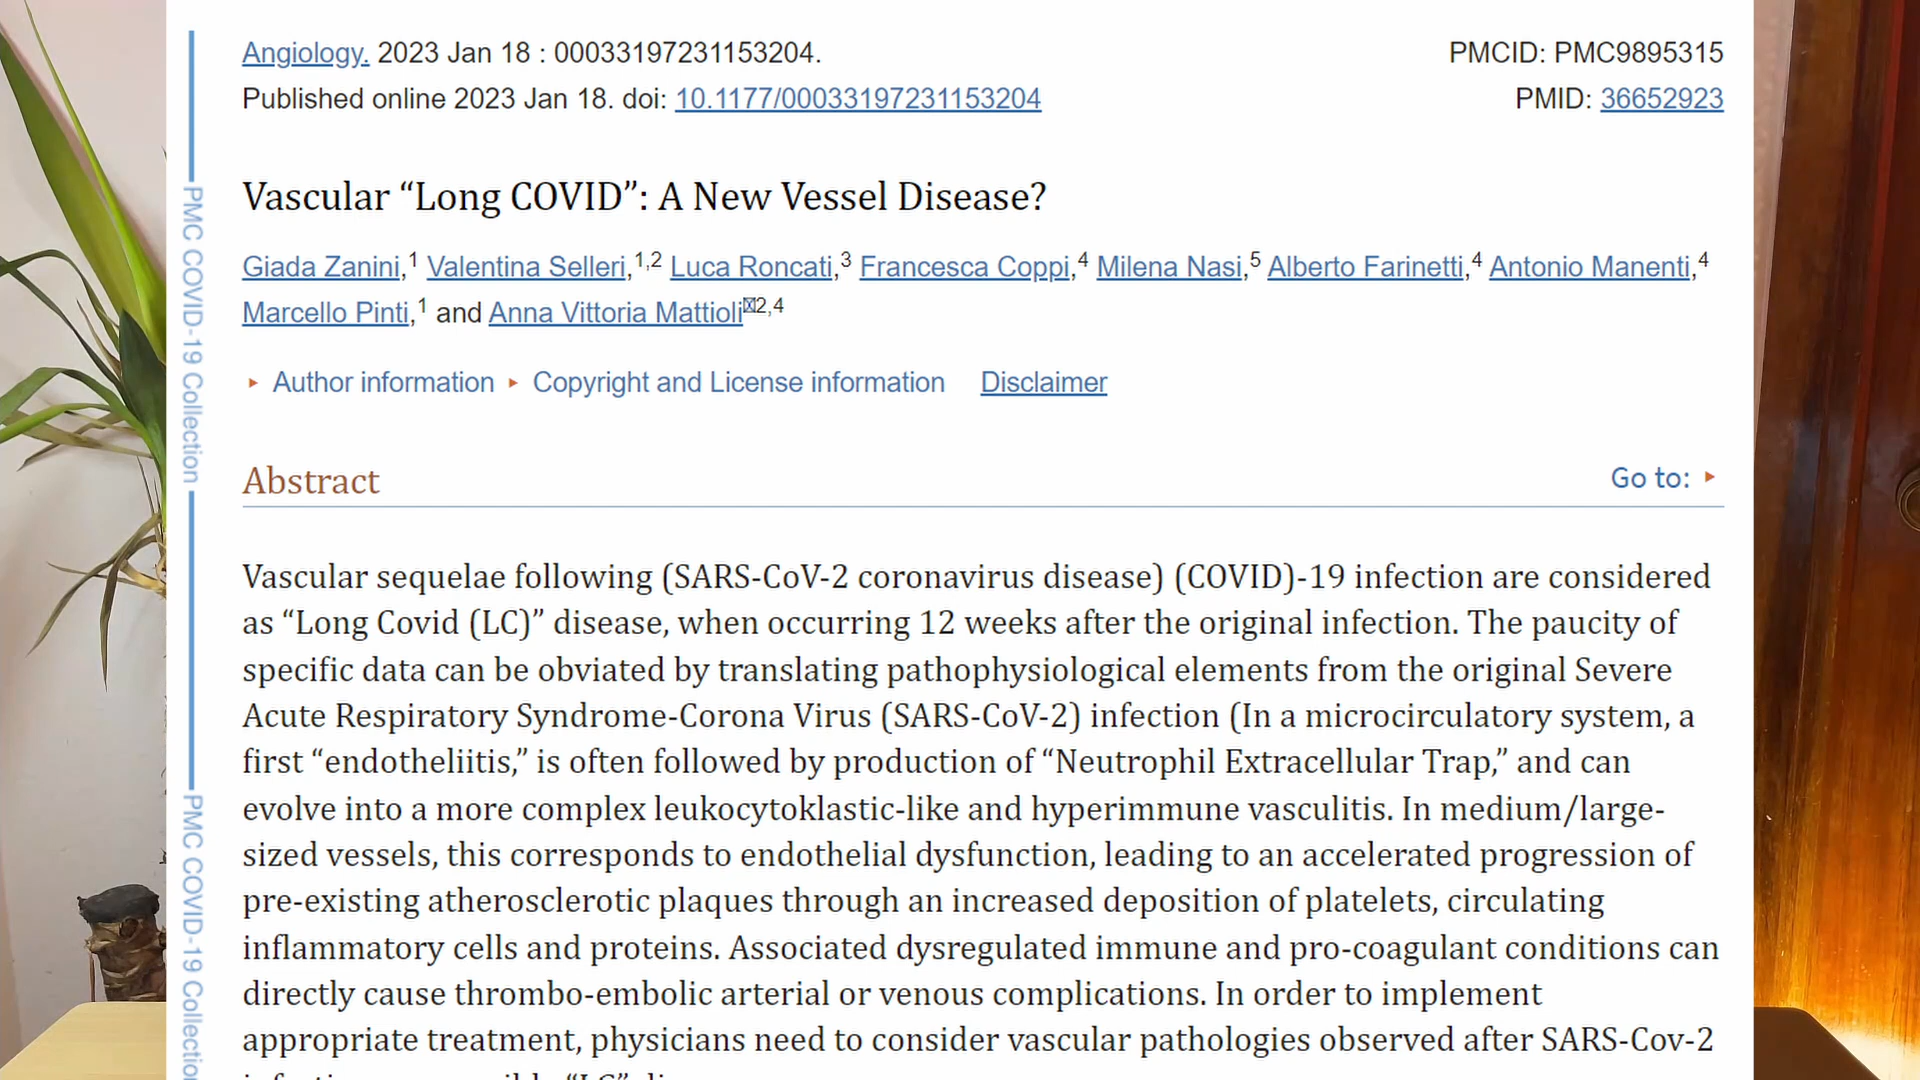 Angiology. 2023 Jan 18 : 00033197231153204.
PMCID: PMC9895315
Published online 2023 Jan 18. doi: 10.1177/00033197231153204
PMID: 36652923
Vascular “Long COVID”: A New Vessel Disease?
Giada Zanini,1 Valentina Selleri,1,2 Luca Roncati,3 Francesca Coppi,4 Milena Nasi,5 Alberto Farinetti,4 Antonio Manenti,4
Marcello Pinti,1 and Anna Vittoria Mattioli2,4
Author information Copyright and License information Disclaimer
Abstract
Go to:
Vascular sequelae following (SARS-CoV-2 coronavirus disease) (COVID)-19 infection are considered
as “Long Covid (LC)” disease, when occurring 12 weeks after the original infection. The paucity of
specific data can be obviated by translating pathophysiological elements from the original Severe
Acute Respiratory Syndrome-Corona Virus (SARS-CoV-2) infection (In a microcirculatory system, a
first “endotheliitis,” is often followed by production of “Neutrophil Extracellular Trap,” and can
evolve into a more complex leukocytoklastic-like and hyperimmune vasculitis. In medium/large-
sized vessels, this corresponds to endothelial dysfunction, leading to an accelerated progression of
pre-existing atherosclerotic plaques through an increased deposition of platelets, circulating
inflammatory cells and proteins. Associated dysregulated immune and pro-coagulant conditions can
directly cause thrombo-embolic arterial or venous complications. In order to implement
appropriate treatment, physicians need to consider vascular pathologies observed after SARS-Cov-2
PMC COVID-19 Collection
PMC COVID-19 Collection